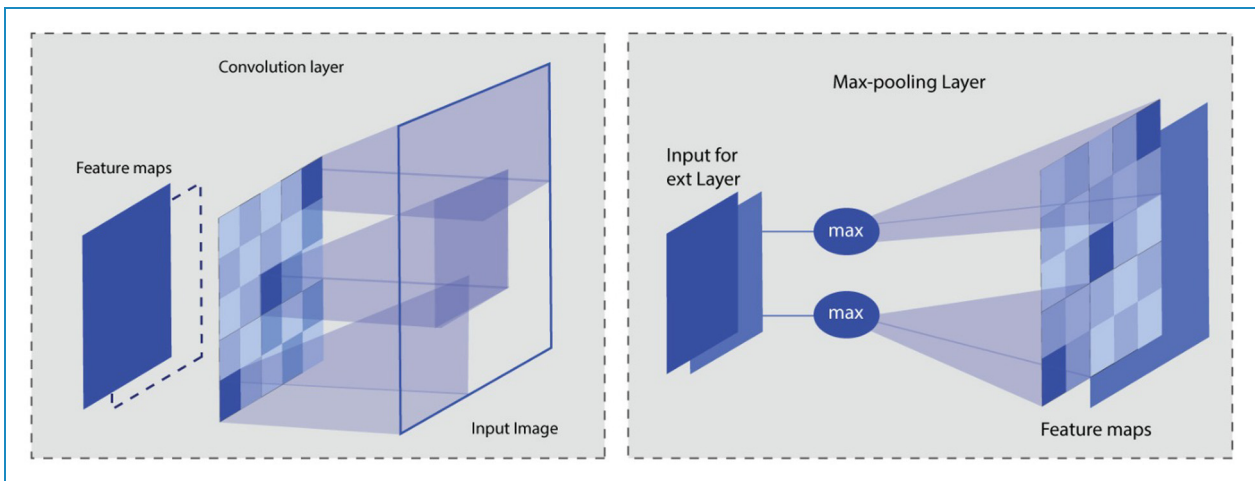 Convolution layer
Feature maps
Input Image
Max-pooling Layer
Input for
ext Layer
max
max
Feature maps